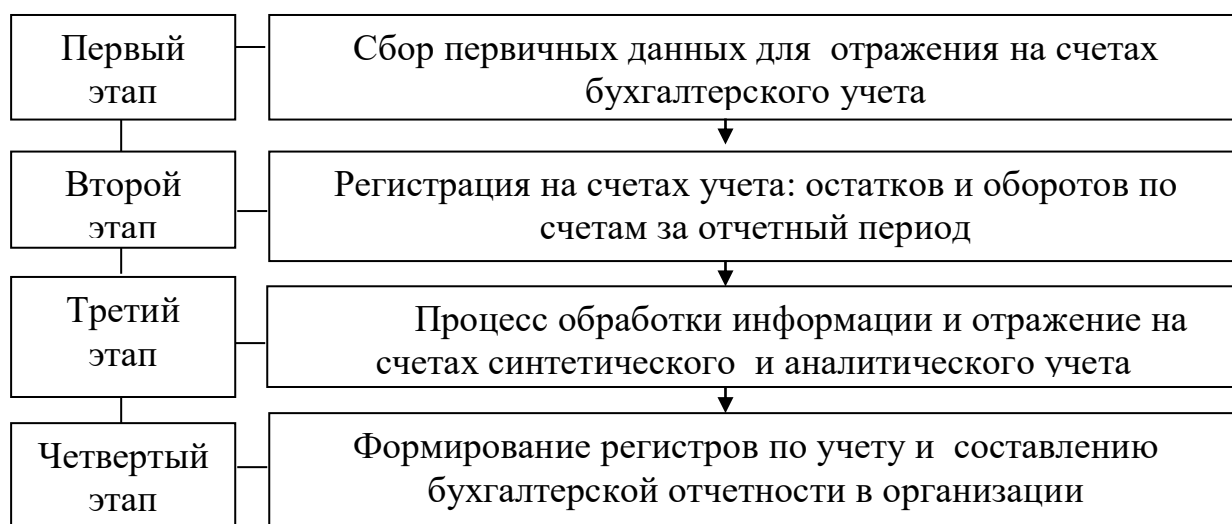 Первый
этап
Сбор первичных данных для отражения на счетах
бухгалтерского учета
Второй
этап
Регистрация на счетах учета: остатков и оборотов по
счетам за отчетный период
Третий
этап
Процесс обработки информации и отражение на
счетах синтетического и аналитического учета
Четвертый
этап
Формирование регистров по учету и составлению
бухгалтерской отчетности в организации